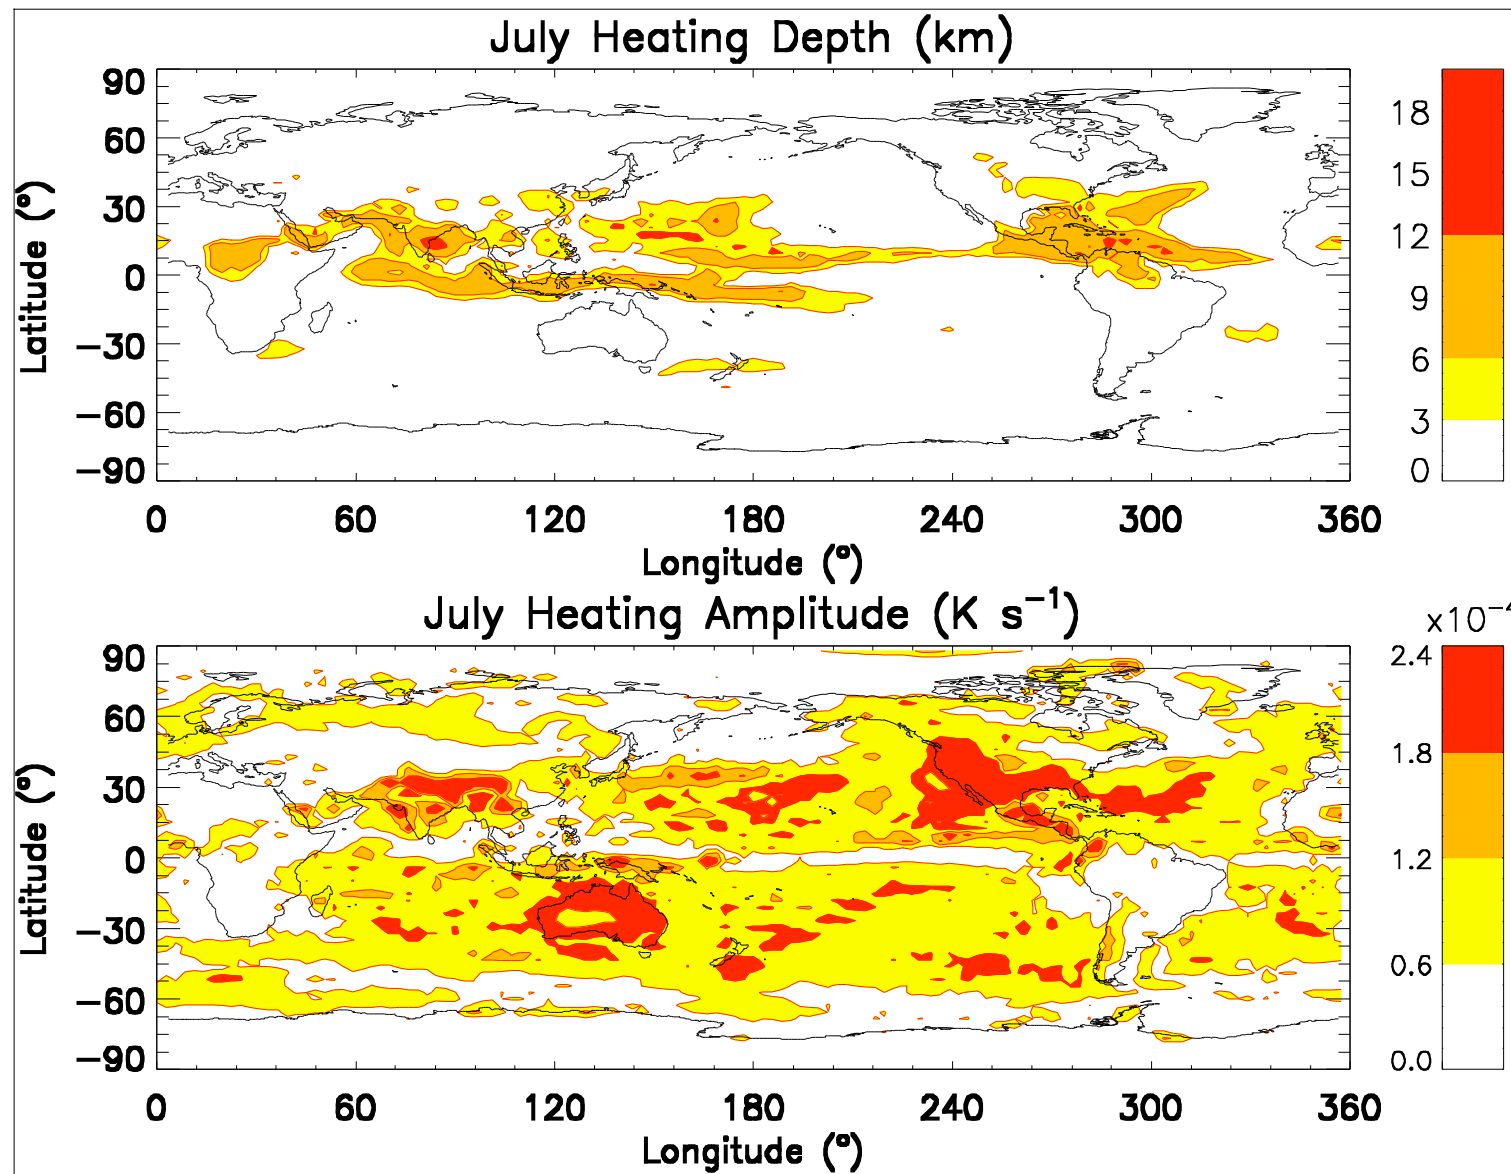 July Heating Depth (km)
90
60
30
0
−30
−60
−90
Latitude (°)
0 60 120 180 240 300 360
Longitude (°)
18
15
12
9
6
3
0
July Heating Amplitude (K s⁻¹)
x10⁻⁴
90
60
30
0
−30
−60
−90
Latitude (°)
0 60 120 180 240 300 360
Longitude (°)
2.4
1.8
1.2
0.6
0.0